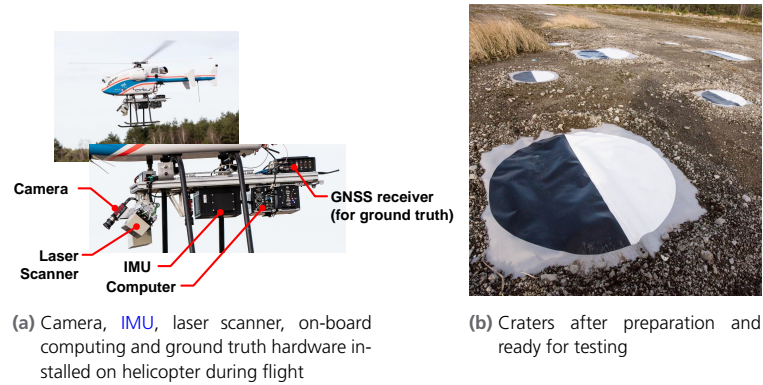 Camera
Laser
Scanner
IMU
Computer
GNSS receiver
(for ground truth)
(a) Camera, IMU, laser scanner, on-board
computing and ground truth hardware in-
stalled on helicopter during flight
(b) Craters after preparation and
ready for testing